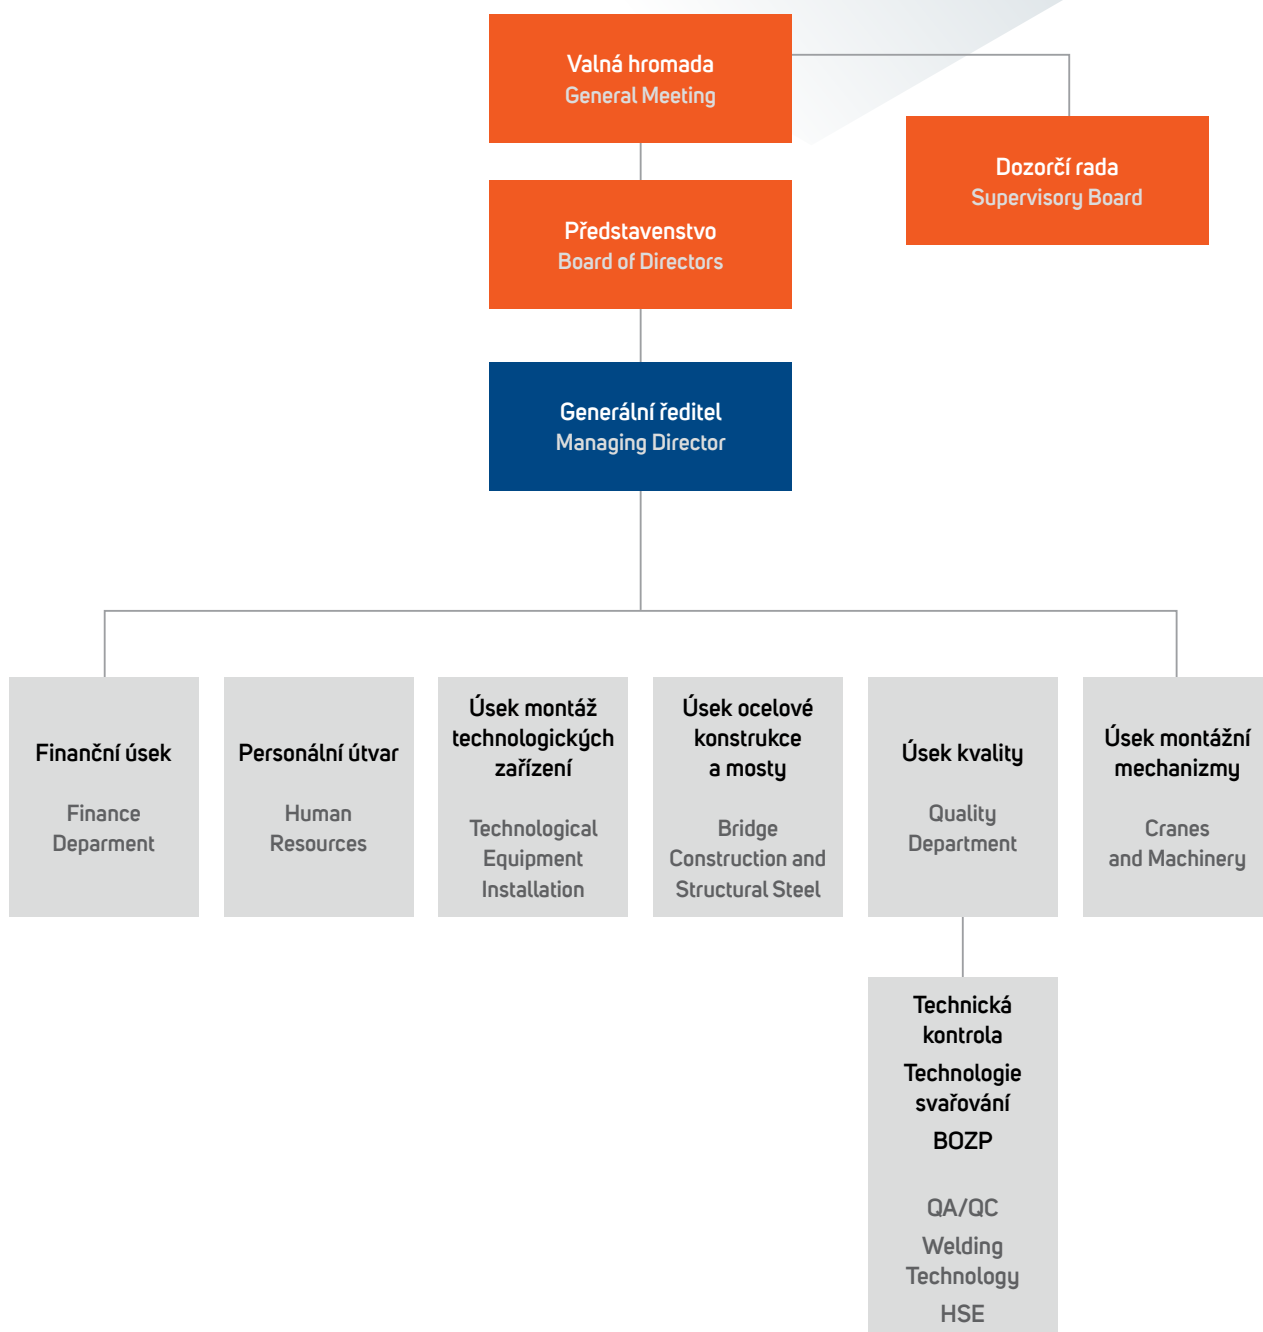 Valná hromada
General Meeting
Dozorčí rada
Supervisory Board
Představenstvo
Board of Directors
Generální ředitel
Managing Director
Finanční úsek
Finance
Deparment
Personální útvar
Human
Resources
Úsek montáž
technologických
zařízení
Technological
Equipment
Installation
Úsek ocelové
konstrukce
a mosty
Bridge
Construction and
Structural Steel
Úsek kvality
Quality
Department
Úsek montážní
mechanizmy
Cranes
and Machinery
Technická
kontrola
Technologie
svařování
BOZP
QA/QC
Welding
Technology
HSE